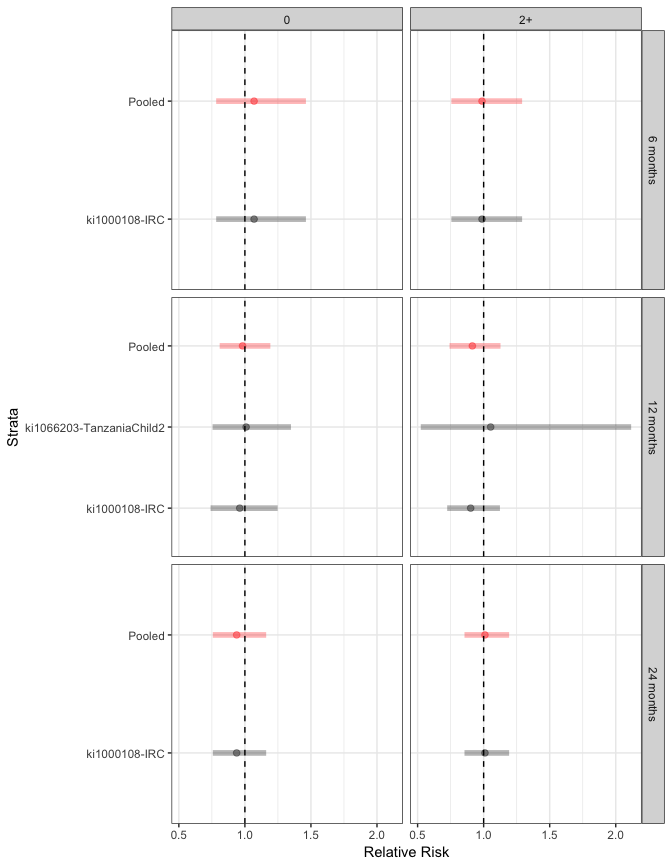 0
2+
Pooled
ki1000108-IRC
6 months
Pooled
ki1066203-TanzaniaChild2
ki1000108-IRC
12 months
Pooled
ki1000108-IRC
24 months
Strata
0.5 1.0 1.5 2.0
0.5 1.0 1.5 2.0
Relative Risk